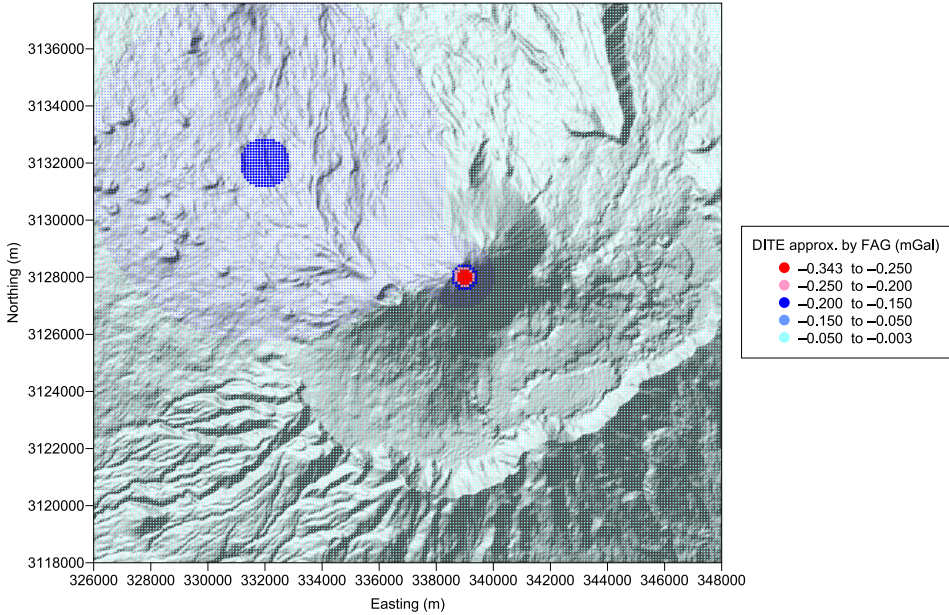 3136000
3134000
3132000
3130000
3128000
3126000
3124000
3122000
3120000
3118000
Northing (m)
326000 328000 330000 332000 334000 336000 338000 340000 342000 344000 346000 348000
Easting (m)
DITE approx. by FAG (mGal)
−0.343 to −0.250
−0.250 to −0.200
−0.200 to −0.150
−0.150 to −0.050
−0.050 to −0.003